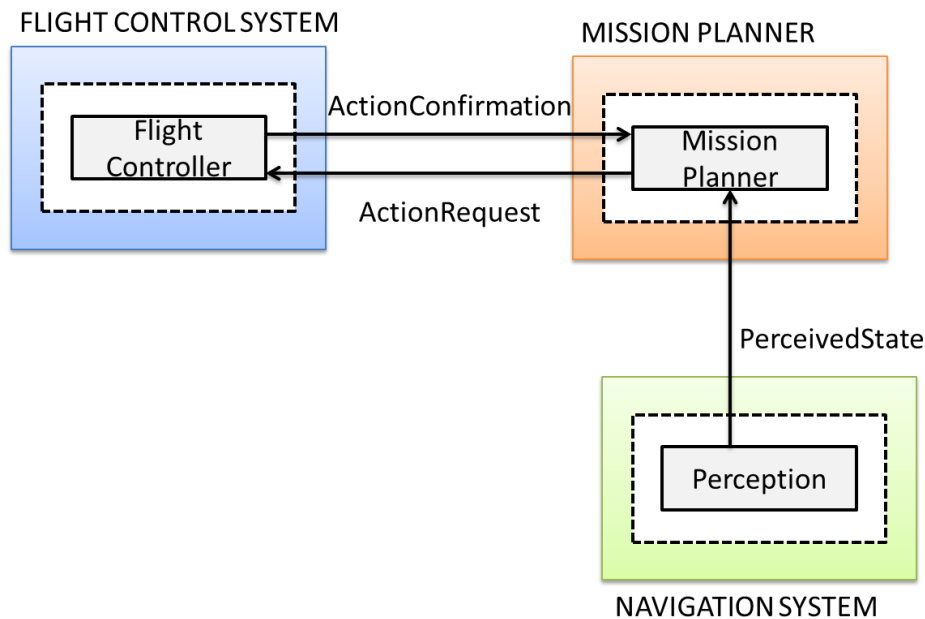 FLIGHT CONTROL SYSTEM
MISSION PLANNER
ActionConfirmation
Flight
Controller
Mission
Planner
ActionRequest
PerceivedState
Perception
NAVIGATION SYSTEM